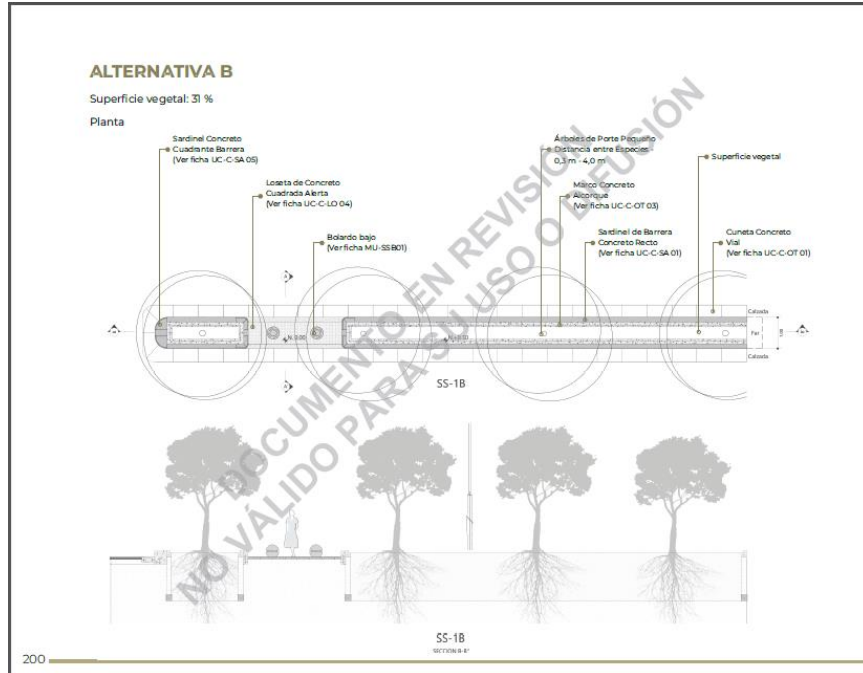 ALTERNATIVA B
Superficie vegetal: 31 %
Planta
Sardinel Concreto
Cuadrante Barrera
(Ver ficha UC-C-SA 05)
Loseta de Concreto
Cuadrada Alerta
(Ver ficha UC-C-LO 04)
Bolardo bajo
(Ver ficha MU-SSB01)
Árboles de Porte Pequeño
Distancia entre Especies -
0,3 m - 4,0 m
Marco Concreto
Alcorque
(Ver ficha UC-C-OT 03)
Sardinel de Barrera
Concreto Recto
(Ver ficha UC-C-SA 01)
Superficie vegetal
Cuneta Concreto
Vial
(Ver ficha UC-C-OT 01)
Calzada
Calzada
SS-1B
DOCUMENTO EN REVISIÓN
NO VÁLIDO PARA SU USO O DIFUSIÓN
SS-1B
SECCION B-B'
200